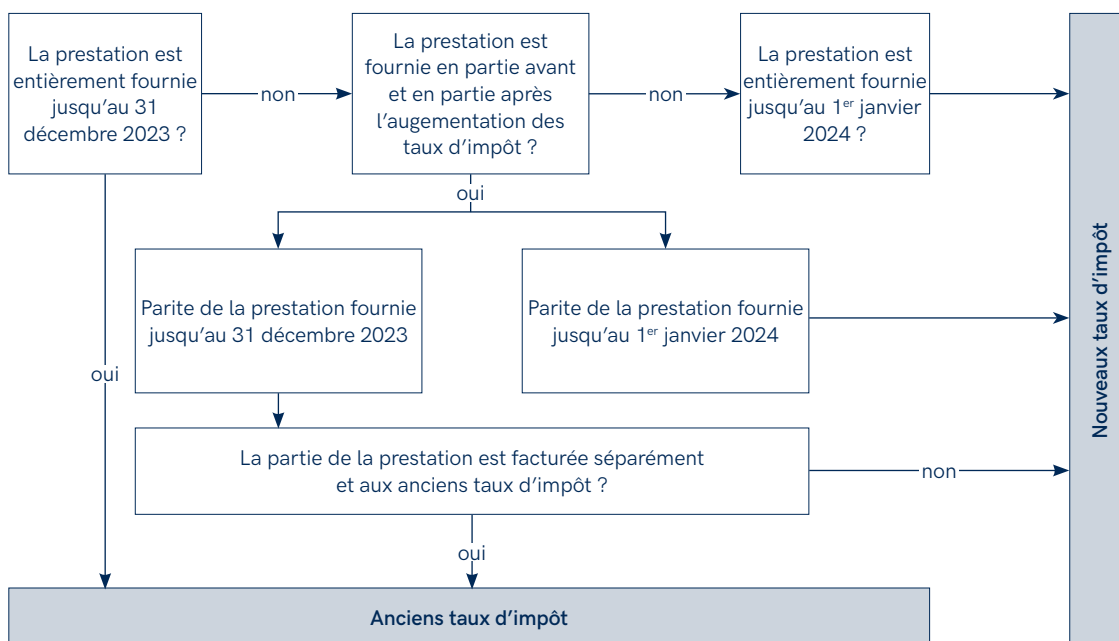 La prestation est
entièrement fournie
jusqu'au 31
décembre 2023 ?
non
La prestation est
fournie en partie avant
et en partie après
l'augementation des
taux d'impôt ?
non
La prestation est
entièrement fournie
jusqu'au 1er janvier
2024 ?
oui
Parite de la prestation fournie
jusqu'au 31 décembre 2023
Parite de la prestation fournie
jusqu'au 1er janvier 2024
oui
La partie de la prestation est facturée séparément
et aux anciens taux d'impôt ?
non
oui
Anciens taux d'impôt
Nouveaux taux d'impôt